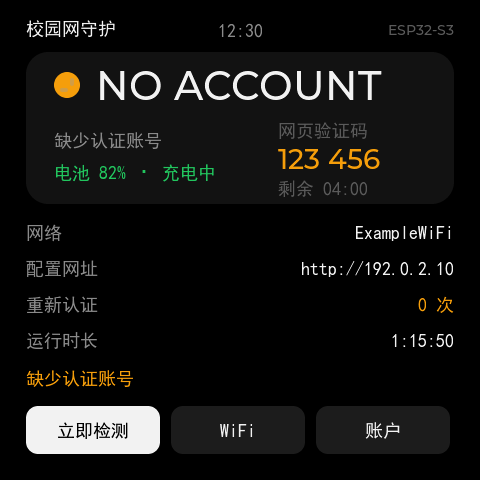 校园网守护 12:30 ESP32-S3
NO ACCOUNT
缺少认证账号
电池 82% · 充电中
网页验证码
123 456
剩余 04:00
网络 ExampleWiFi
配置网址 http://192.0.2.10
重新认证 0 次
运行时长 1:15:50
缺少认证账号
立即检测 WiFi 账户